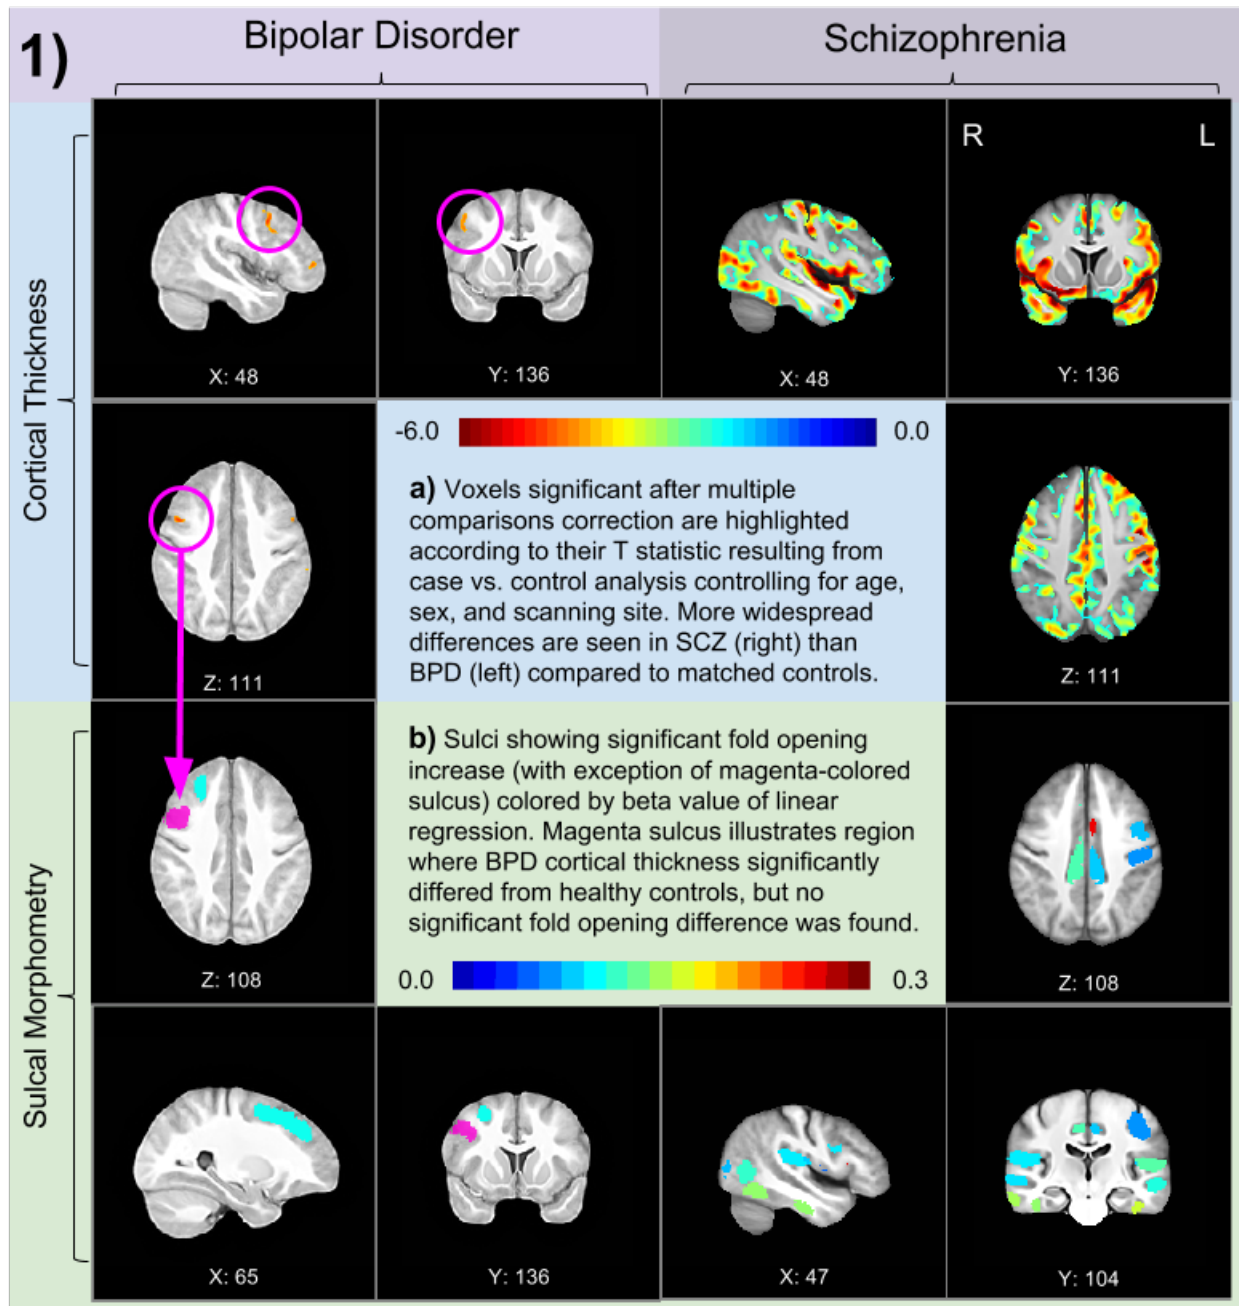 1)
Bipolar Disorder
Schizophrenia
Cortical Thickness
R
L
X: 48
Y: 136
X: 48
Y: 136
-6.0
0.0
a) Voxels significant after multiple
comparisons correction are highlighted
according to their T statistic resulting from
case vs. control analysis controlling for age,
sex, and scanning site. More widespread
differences are seen in SCZ (right) than
BPD (left) compared to matched controls.
Z: 111
Z: 111
Sulcal Morphometry
b) Sulci showing significant fold opening
increase (with exception of magenta-colored
sulcus) colored by beta value of linear
regression. Magenta sulcus illustrates region
where BPD cortical thickness significantly
differed from healthy controls, but no
significant fold opening difference was found.
0.0
0.3
Z: 108
Z: 108
X: 65
Y: 136
X: 47
Y: 104